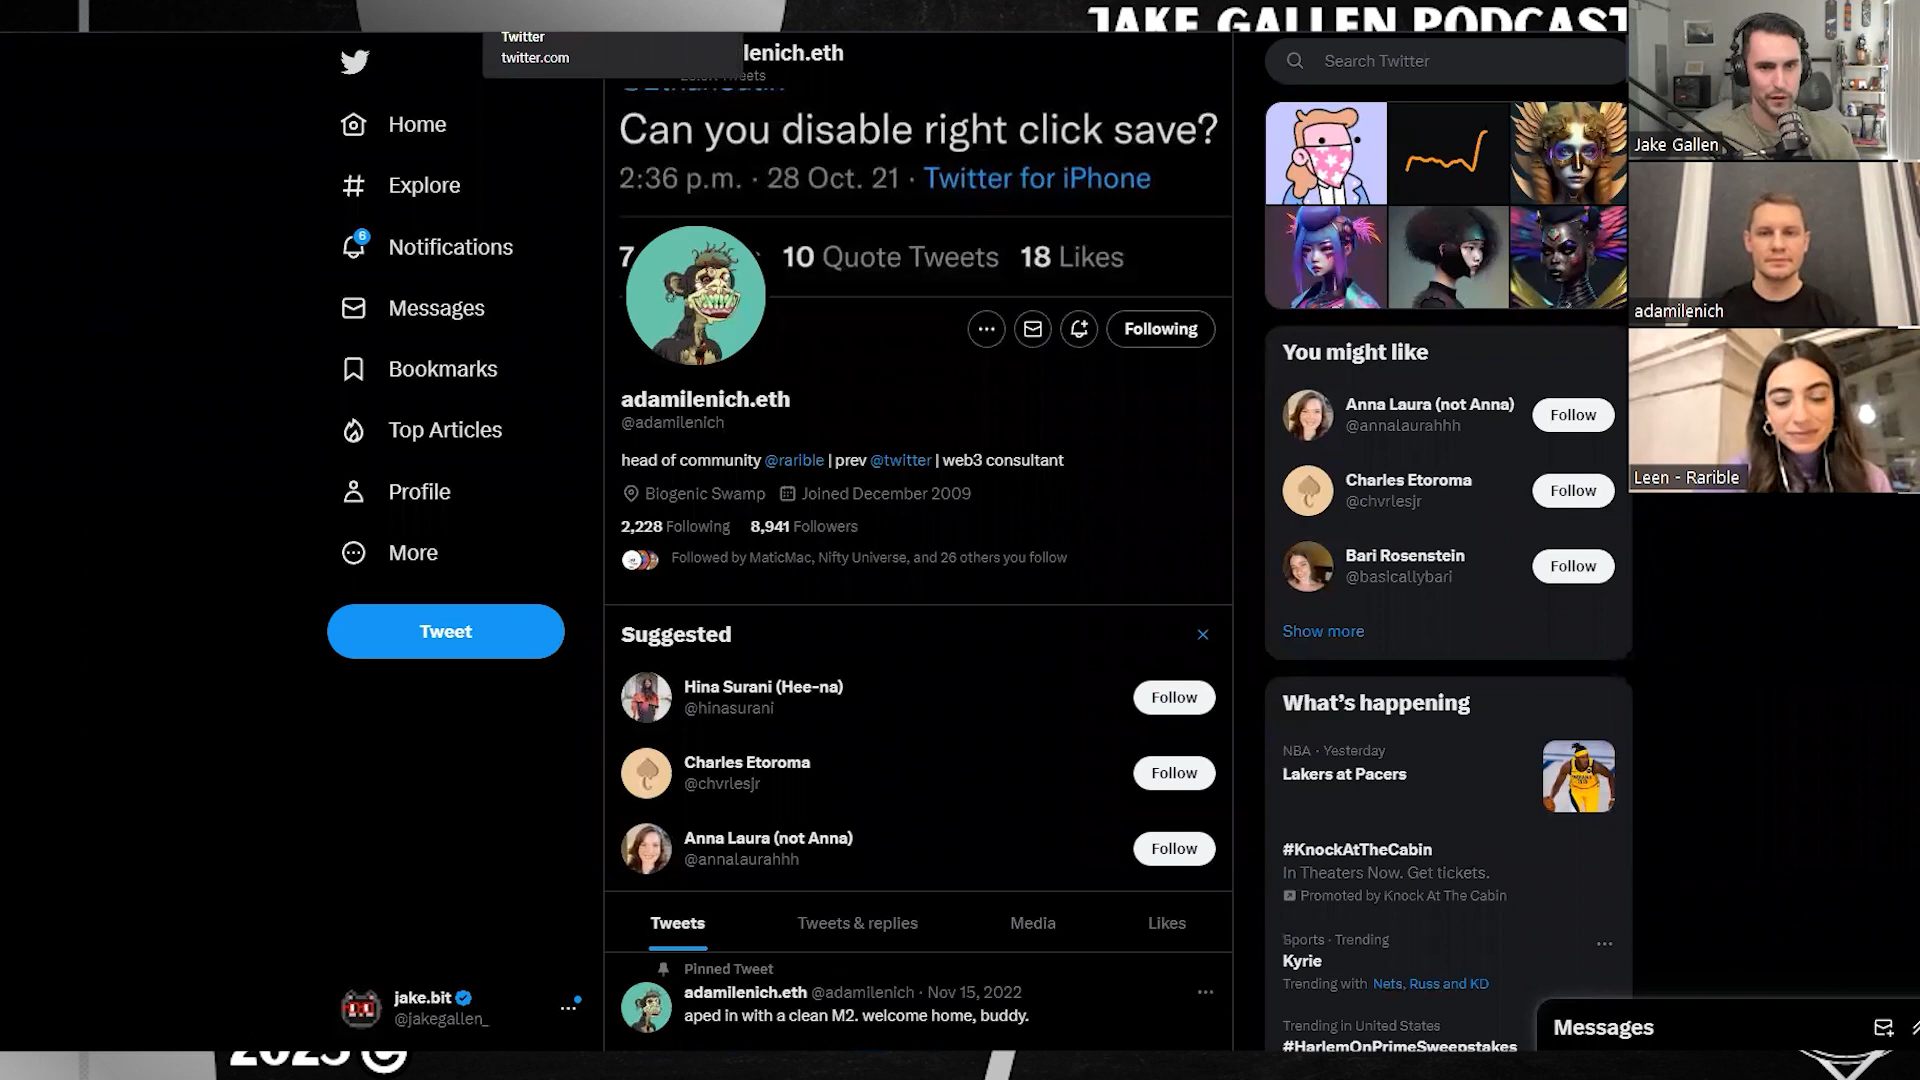 JAKE GALLEN PODCAST
Twitter
twitter.com
lenich.eth
Tweets
Home
Explore
6
Notifications
Messages
Bookmarks
Top Articles
Profile
More
Tweet
jake.bit
@jakegallen_
Can you disable right click save?
2:36 p.m. · 28 Oct. 21 · Twitter for iPhone
7 10 Quote Tweets 18 Likes
Following
adamilenich.eth
@adamilenich
head of community @rarible | prev @twitter | web3 consultant
Biogenic Swamp Joined December 2009
2,228 Following 8,941 Followers
Followed by MaticMac, Nifty Universe, and 26 others you follow
Suggested
Hina Surani (Hee-na)
@hinasurani
Follow
Charles Etoroma
@chvrlesjr
Follow
Anna Laura (not Anna)
@annalaurahhh
Follow
Tweets Tweets & replies Media Likes
Pinned Tweet
adamilenich.eth @adamilenich · Nov 15, 2022
aped in with a clean M2. welcome home, buddy.
Search Twitter
You might like
Anna Laura (not Anna)
@annalaurahhh
Follow
Charles Etoroma
@chvrlesjr
Follow
Bari Rosenstein
@basicallybari
Follow
Show more
What's happening
NBA · Yesterday
Lakers at Pacers
#KnockAtTheCabin
In Theaters Now. Get tickets.
Promoted by Knock At The Cabin
Sports · Trending
Kyrie
Trending with Nets, Russ and KD
Trending in United States
#HarlemOnPrimeSweepstakes
Messages
Jake Gallen
adamilenich
Leen - Rarible
2023